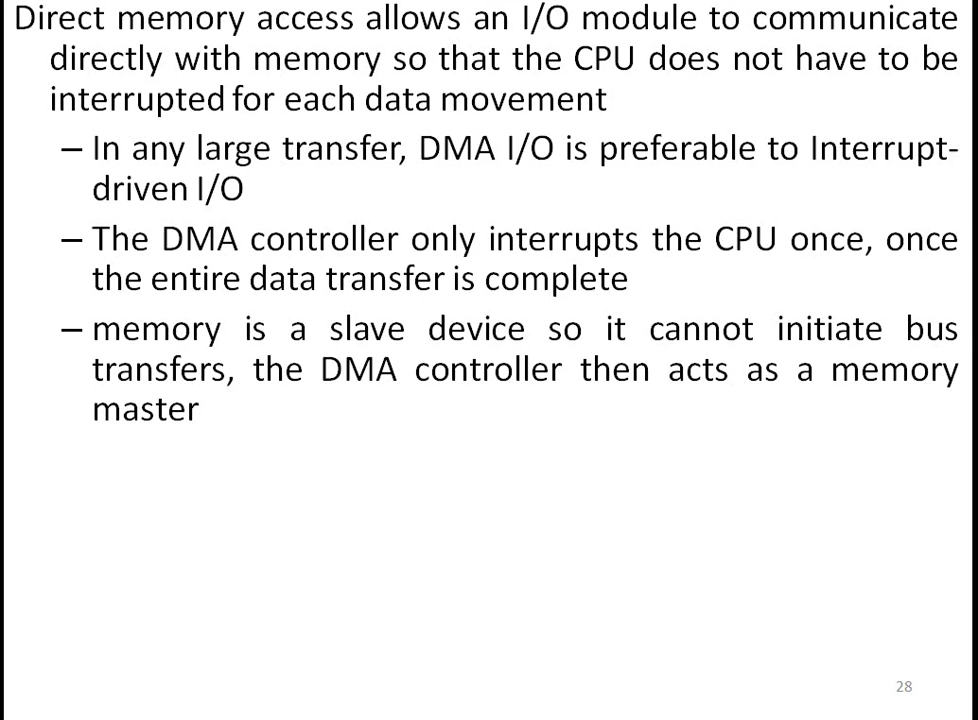 Direct memory access allows an I/O module to communicate
directly with memory so that the CPU does not have to be
interrupted for each data movement
– In any large transfer, DMA I/O is preferable to Interrupt-
driven I/O
– The DMA controller only interrupts the CPU once, once
the entire data transfer is complete
– memory is a slave device so it cannot initiate bus
transfers, the DMA controller then acts as a memory
master
28